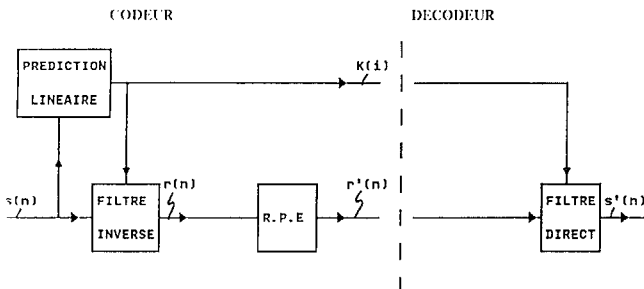 CODEUR DECODEUR
PREDICTION
LINEAIRE
K(i)
s(n)
r(n)
r'(n)
s'(n)
FILTRE
INVERSE
R.P.E
FILTRE
DIRECT